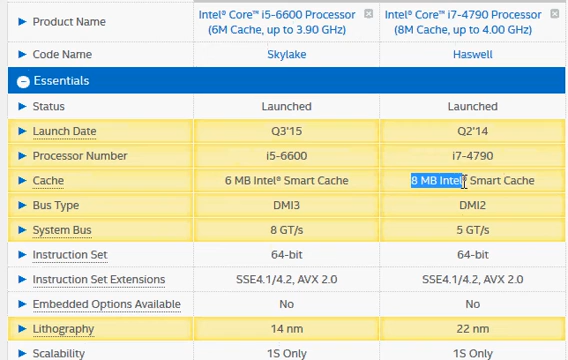 Product Name Intel® Core™ i5-6600 Processor (6M Cache, up to 3.90 GHz) Intel® Core™ i7-4790 Processor (8M Cache, up to 4.00 GHz)
Code Name Skylake Haswell
Essentials
Status Launched Launched
Launch Date Q3'15 Q2'14
Processor Number i5-6600 i7-4790
Cache 6 MB Intel® Smart Cache 8 MB Intel® Smart Cache
Bus Type DMI3 DMI2
System Bus 8 GT/s 5 GT/s
Instruction Set 64-bit 64-bit
Instruction Set Extensions SSE4.1/4.2, AVX 2.0 SSE4.1/4.2, AVX 2.0
Embedded Options Available No No
Lithography 14 nm 22 nm
Scalability 1S Only 1S Only